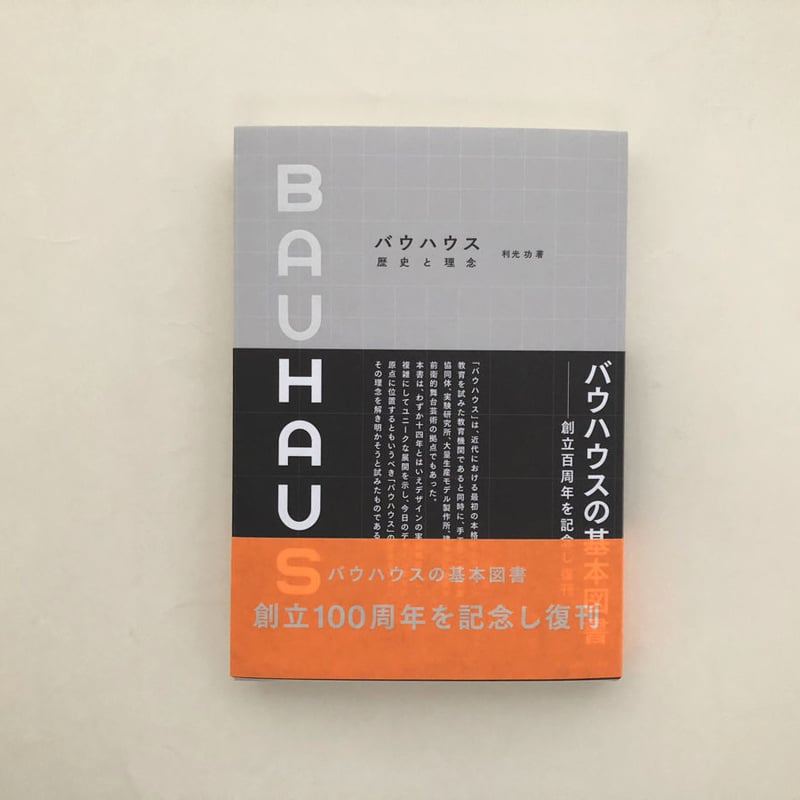 BAUHAUS
バウハウス
歴史と理念
利光 功 著
バウハウスの基本図書
創立百周年を記念し復刊
「バウハウス」は、近代における最初の本格
教育を試みた教育機関であると同時に、手工
協同体、実験研究所、大量生産モデル製作所、建
前衛的舞台芸術の拠点でもあった。
本書は、わずか十四年とはいえデザインの実
複雑にしてユニークな展開を示し、今日のデ
原点に位置するともいうべき「バウハウス」の
その理念を解き明かそうと試みたものである
バウハウスの基本図書
創立100周年を記念し復刊